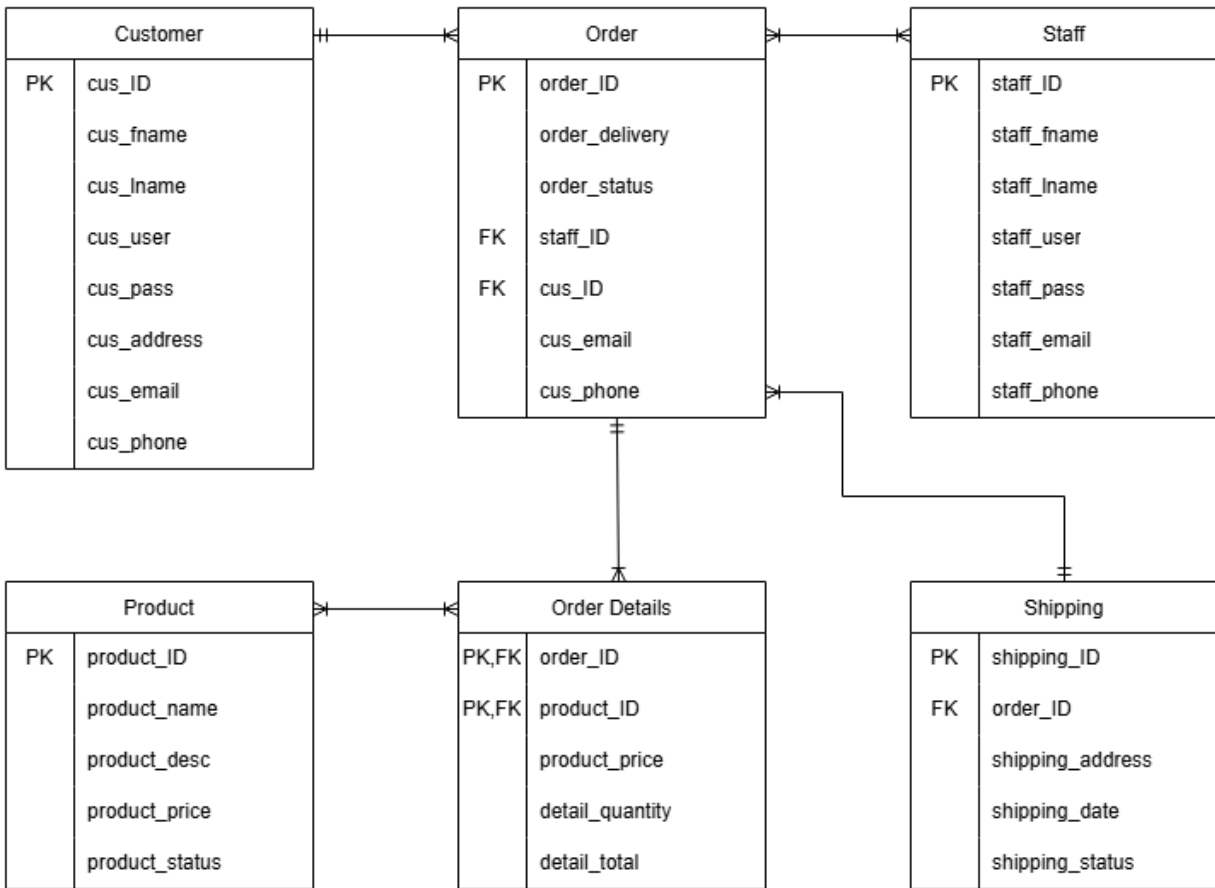 Customer
PK cus_ID
cus_fname
cus_lname
cus_user
cus_pass
cus_address
cus_email
cus_phone
Order
PK order_ID
order_delivery
order_status
FK staff_ID
FK cus_ID
cus_email
cus_phone
Staff
PK staff_ID
staff_fname
staff_lname
staff_user
staff_pass
staff_email
staff_phone
Product
PK product_ID
product_name
product_desc
product_price
product_status
Order Details
PK,FK order_ID
PK,FK product_ID
product_price
detail_quantity
detail_total
Shipping
PK shipping_ID
FK order_ID
shipping_address
shipping_date
shipping_status